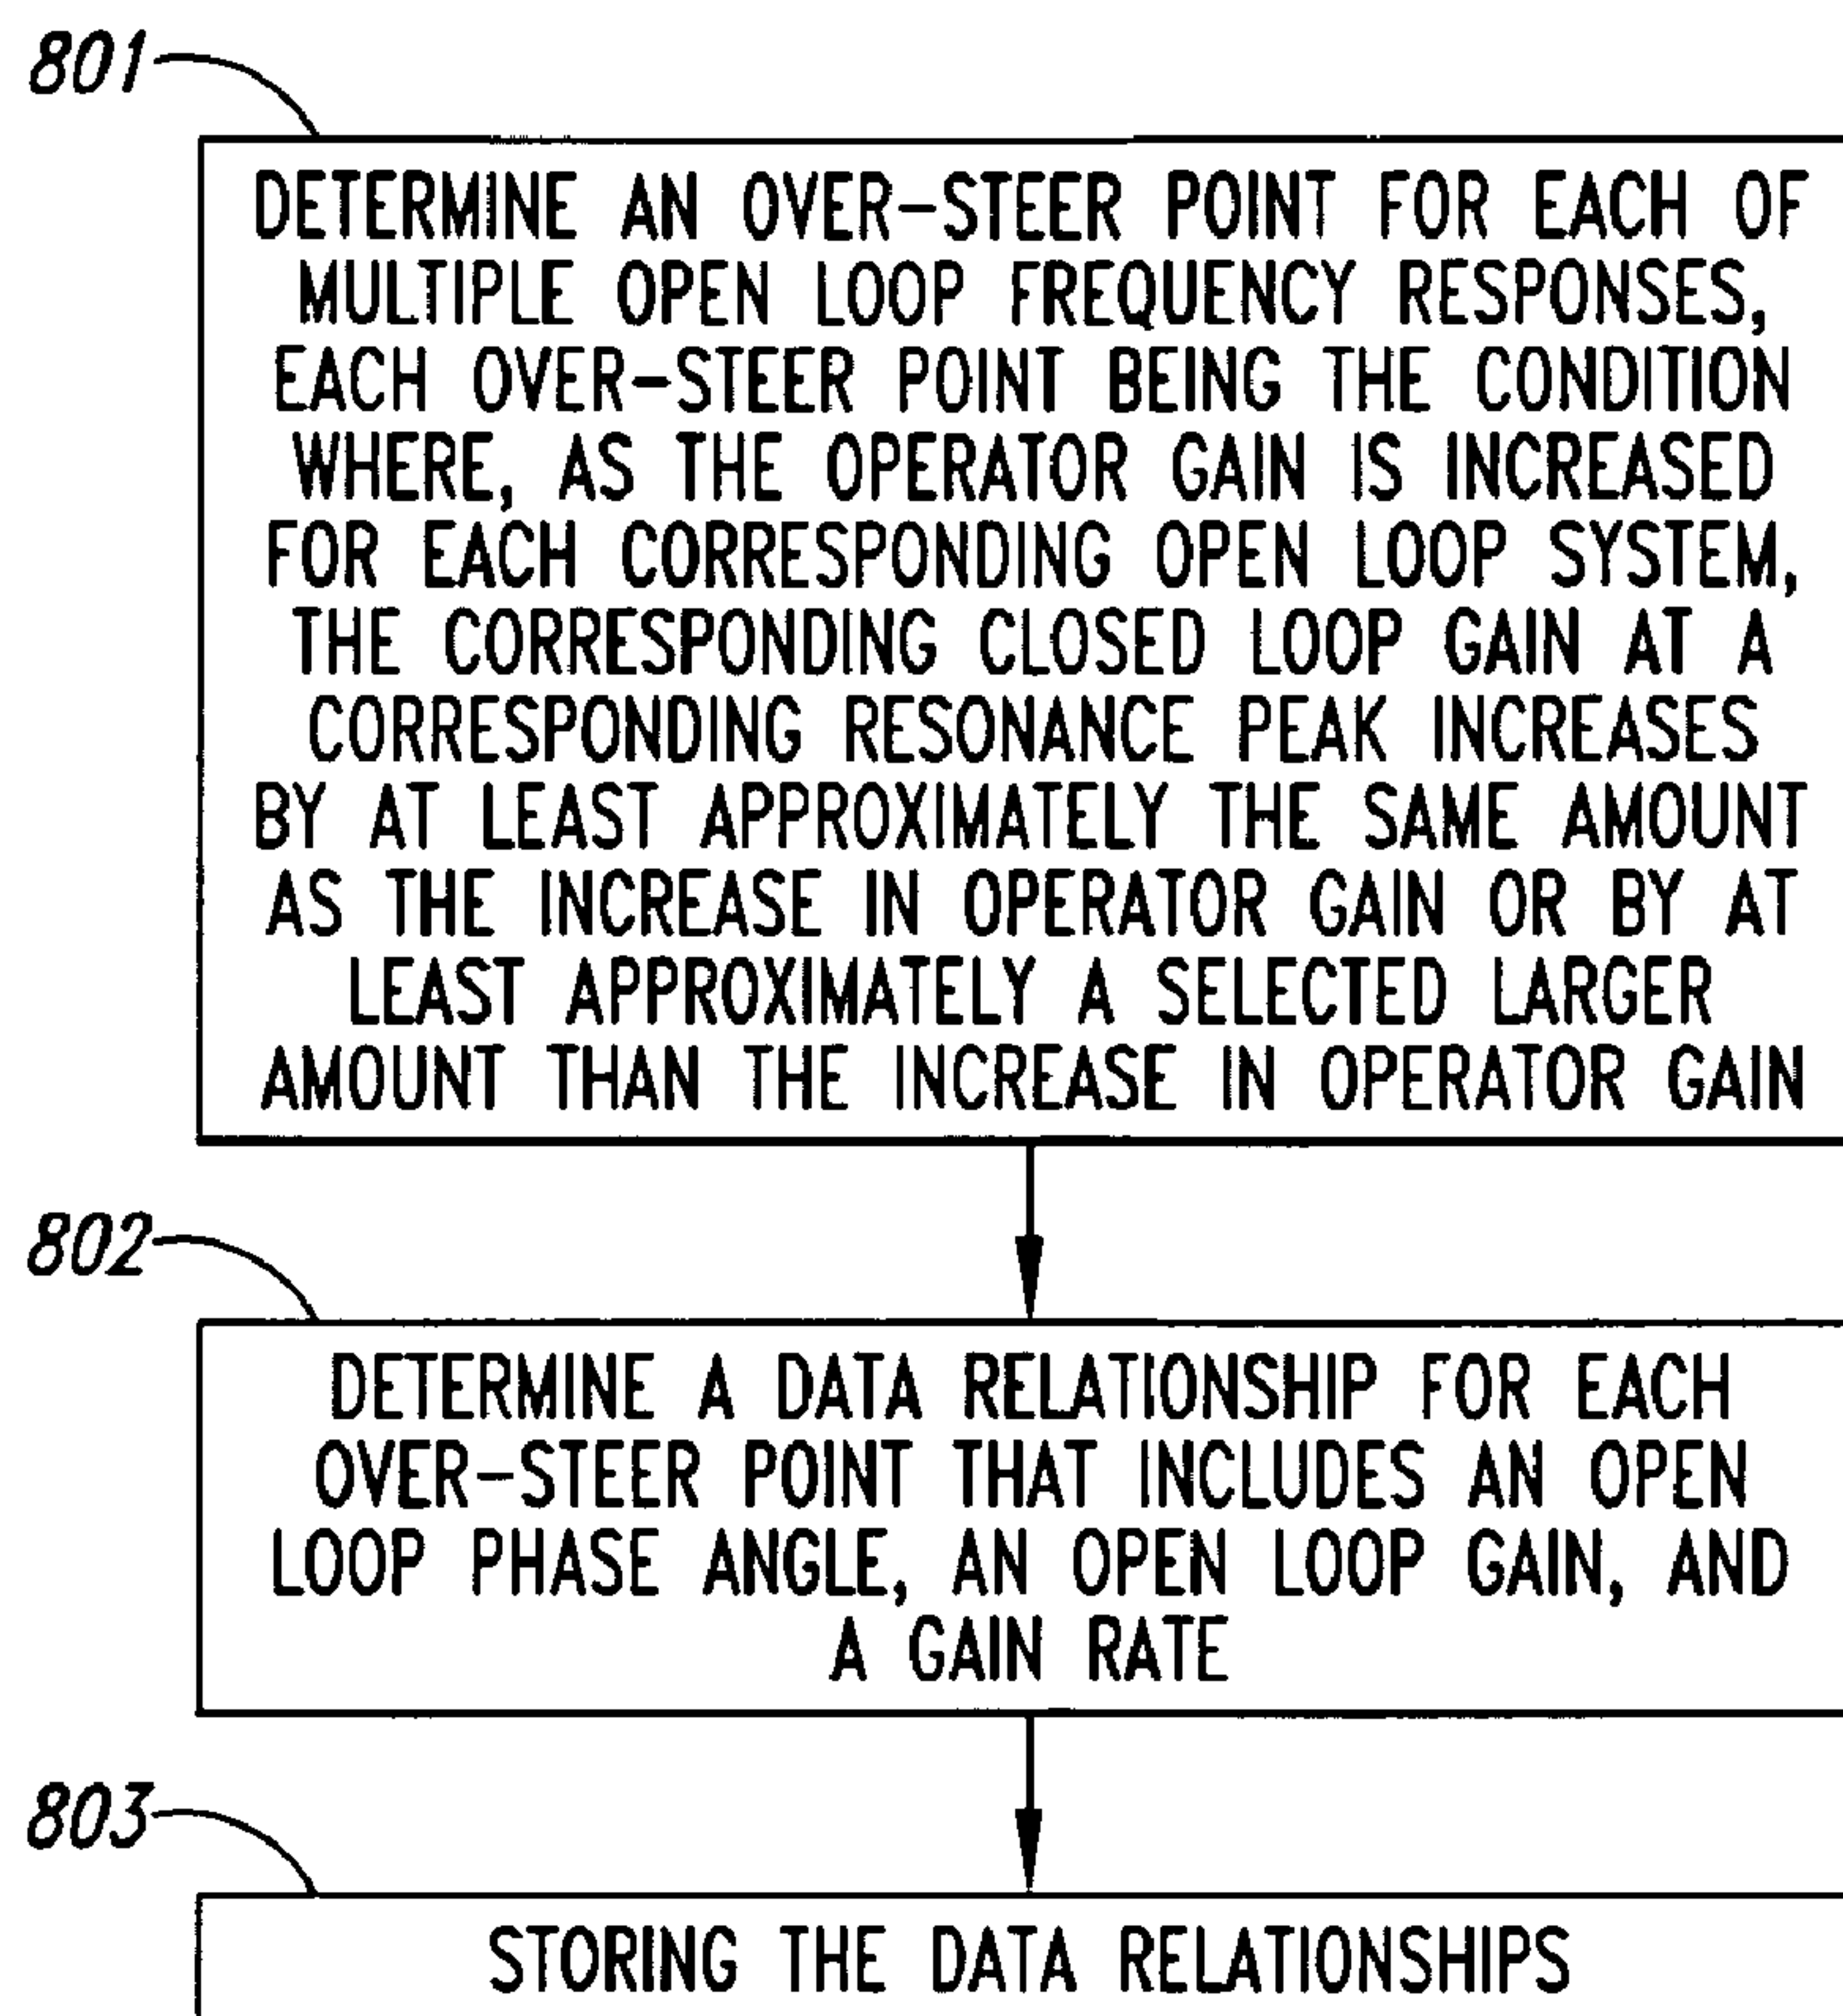 801
DETERMINE AN OVER-STEER POINT FOR EACH OF
MULTIPLE OPEN LOOP FREQUENCY RESPONSES,
EACH OVER-STEER POINT BEING THE CONDITION
WHERE, AS THE OPERATOR GAIN IS INCREASED
FOR EACH CORRESPONDING OPEN LOOP SYSTEM,
THE CORRESPONDING CLOSED LOOP GAIN AT A
CORRESPONDING RESONANCE PEAK INCREASES
BY AT LEAST APPROXIMATELY THE SAME AMOUNT
AS THE INCREASE IN OPERATOR GAIN OR BY AT
LEAST APPROXIMATELY A SELECTED LARGER
AMOUNT THAN THE INCREASE IN OPERATOR GAIN
802
DETERMINE A DATA RELATIONSHIP FOR EACH
OVER-STEER POINT THAT INCLUDES AN OPEN
LOOP PHASE ANGLE, AN OPEN LOOP GAIN, AND
A GAIN RATE
803
STORING THE DATA RELATIONSHIPS